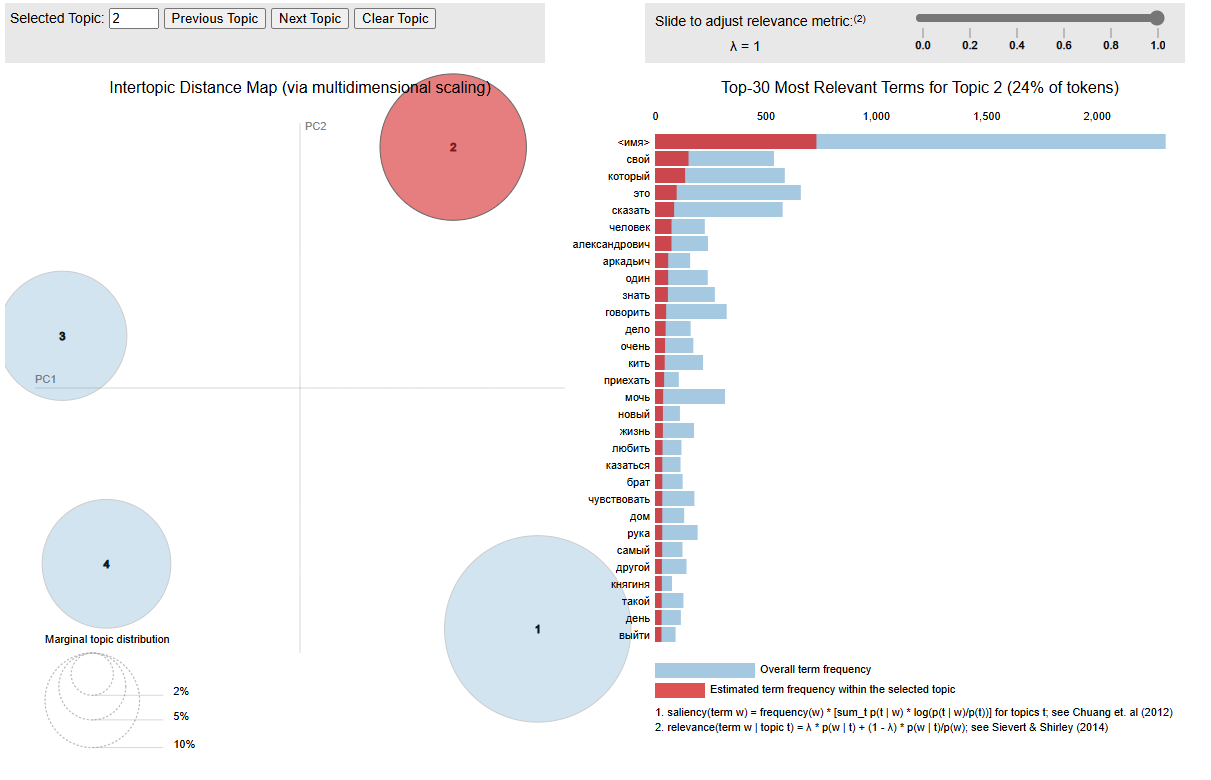 Selected Topic: 2 Previous Topic Next Topic Clear Topic
Slide to adjust relevance metric:(2)
λ = 1
0.0 0.2 0.4 0.6 0.8 1.0
Intertopic Distance Map (via multidimensional scaling)
PC2
2
3
PC1
4
1
Marginal topic distribution
2%
5%
10%
Top-30 Most Relevant Terms for Topic 2 (24% of tokens)
0 500 1,000 1,500 2,000
<имя>
свой
который
это
сказать
человек
александрович
аркадьич
один
знать
говорить
дело
очень
кить
приехать
мочь
новый
жизнь
любить
казаться
брат
чувствовать
дом
рука
самый
другой
княгиня
такой
день
выйти
Overall term frequency
Estimated term frequency within the selected topic
1. saliency(term w) = frequency(w) * [sum_t p(t | w) * log(p(t | w)/p(t))] for topics t; see Chuang et. al (2012)
2. relevance(term w | topic t) = λ * p(w | t) + (1 - λ) * p(w | t)/p(w); see Sievert & Shirley (2014)